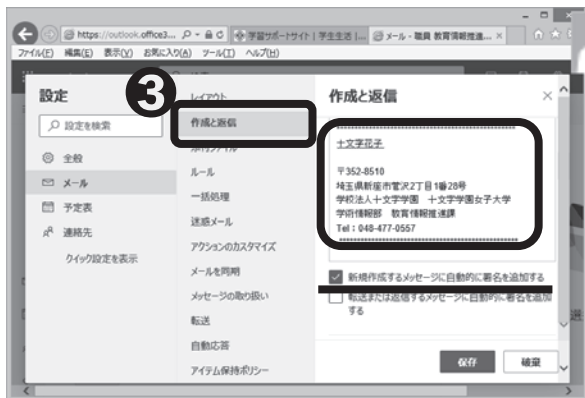 https://outlook.office3...
学習サポートサイト | 学生生活 |...
メール - 職員 教育情報推進...
ファイル(F) 編集(E) 表示(V) お気に入り(A) ツール(T) ヘルプ(H)
設定
3
設定を検索
全般
メール
予定表
連絡先
クイック設定を表示
レイアウト
作成と返信
添付ファイル
ルール
一括処理
迷惑メール
アクションのカスタマイズ
メールを同期
メッセージの取り扱い
転送
自動応答
アイテム保持ポリシー
作成と返信
十文字花子
〒352-8510
埼玉県新座市菅沢2丁目1番28号
学校法人十文字学園 十文字学園女子大学
学術情報部 教育情報推進課
Tel:048-477-0557
新規作成するメッセージに自動的に署名を追加する
転送または返信するメッセージに自動的に署名を追加
する
保存 破棄